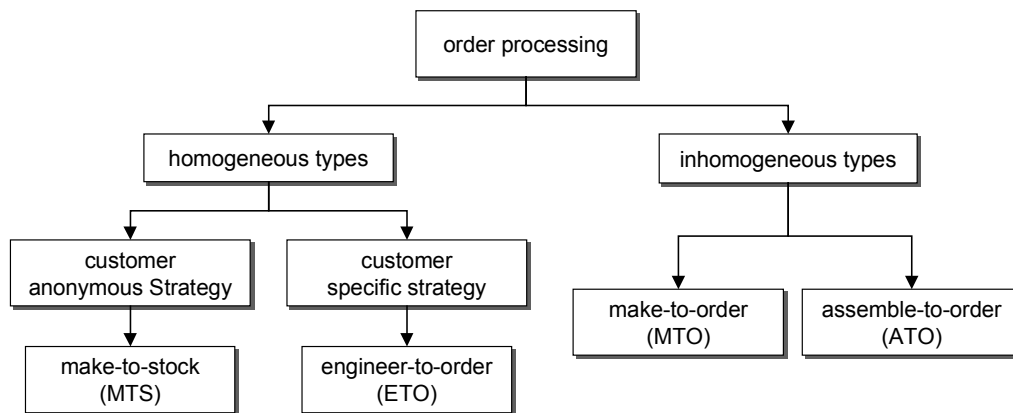 order processing
homogeneous types
inhomogeneous types
customer
anonymous Strategy
customer
specific strategy
make-to-order
(MTO)
assemble-to-order
(ATO)
make-to-stock
(MTS)
engineer-to-order
(ETO)